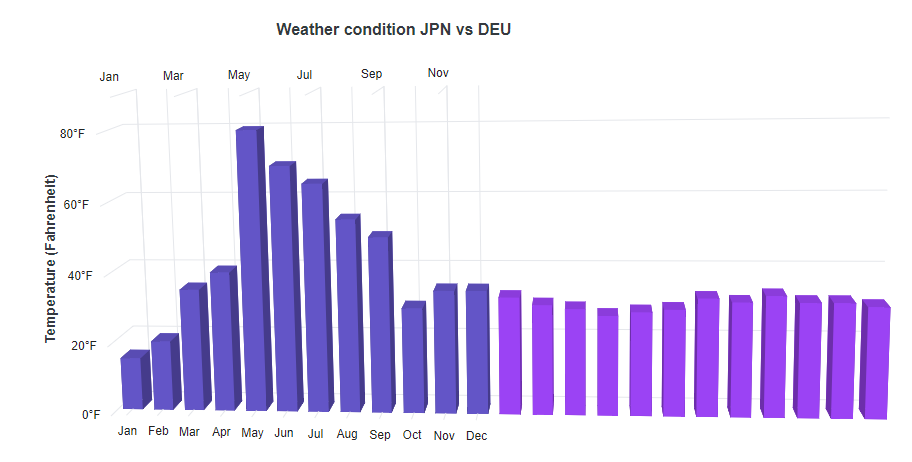 Weather condition JPN vs DEU
Jan Mar May Jul Sep Nov
80°F
60°F
40°F
20°F
0°F
Temperature (Fahrenheit)
Jan Feb Mar Apr May Jun Jul Aug Sep Oct Nov Dec